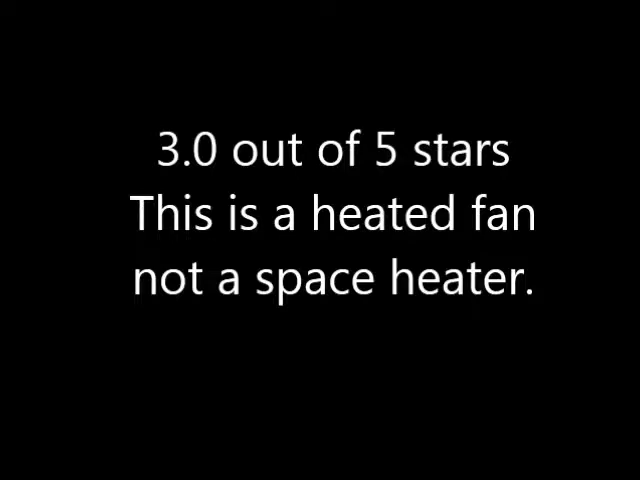 3.0 out of 5 stars
This is a heated fan
not a space heater.